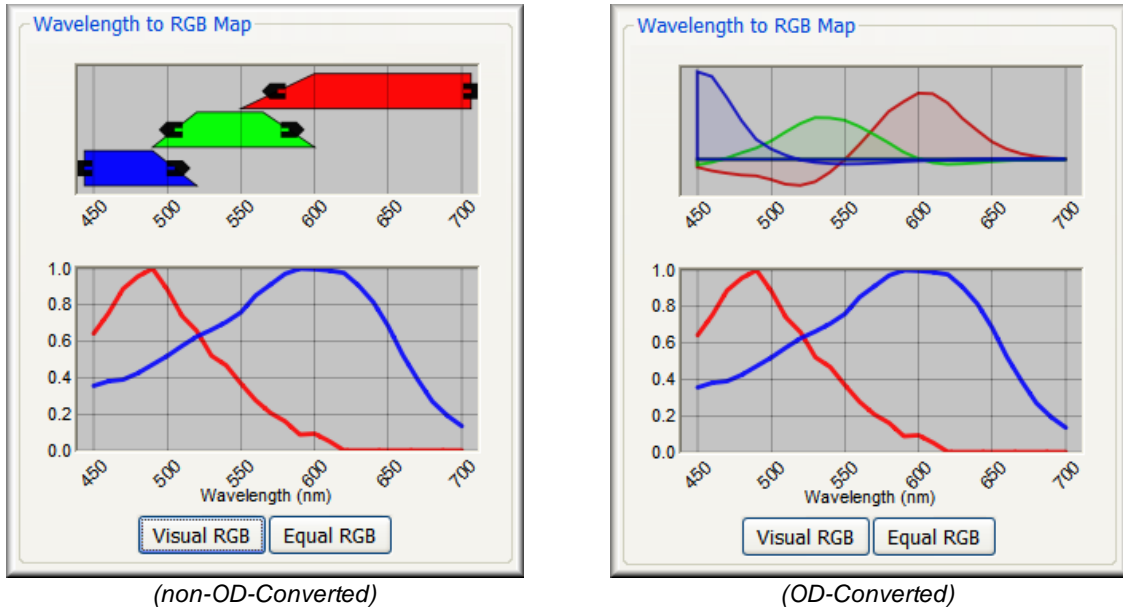 Wavelength to RGB Map
450 500 550 600 650 700
1.0
0.8
0.6
0.4
0.2
0.0
450 500 550 600 650 700
Wavelength (nm)
Visual RGB Equal RGB
(non-OD-Converted)
Wavelength to RGB Map
450 500 550 600 650 700
1.0
0.8
0.6
0.4
0.2
0.0
450 500 550 600 650 700
Wavelength (nm)
Visual RGB Equal RGB
(OD-Converted)